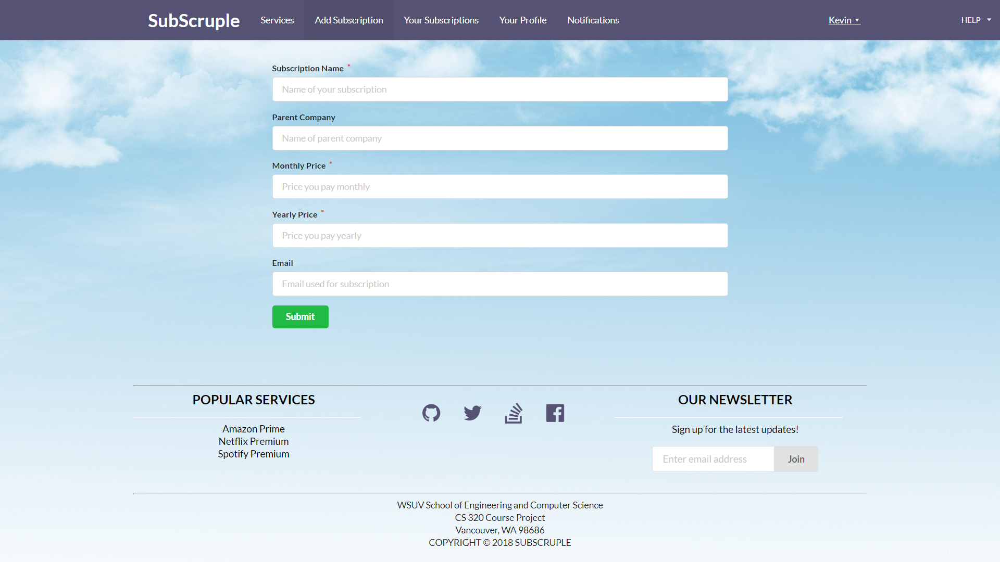 SubScruple
Services
Add Subscription
Your Subscriptions
Your Profile
Notifications
Kevin
HELP
Subscription Name *
Name of your subscription
Parent Company
Name of parent company
Monthly Price *
Price you pay monthly
Yearly Price *
Price you pay yearly
Email
Email used for subscription
Submit
POPULAR SERVICES
Amazon Prime
Netflix Premium
Spotify Premium
OUR NEWSLETTER
Sign up for the latest updates!
Enter email address
Join
WSUV School of Engineering and Computer Science
CS 320 Course Project
Vancouver, WA 98686
COPYRIGHT © 2018 SUBSCRUPLE